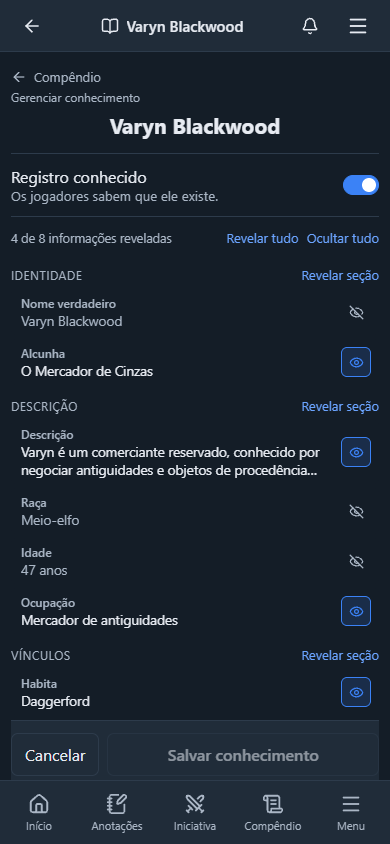 Varyn Blackwood
Compêndio
Gerenciar conhecimento
Varyn Blackwood
Registro conhecido
Os jogadores sabem que ele existe.
4 de 8 informações reveladas Revelar tudo Ocultar tudo
IDENTIDADE Revelar seção
Nome verdadeiro
Varyn Blackwood
Alcunha
O Mercador de Cinzas
DESCRIÇÃO Revelar seção
Descrição
Varyn é um comerciante reservado, conhecido por
negociar antiguidades e objetos de procedência...
Raça
Meio-elfo
Idade
47 anos
Ocupação
Mercador de antiguidades
VÍNCULOS Revelar seção
Habita
Daggerford
Cancelar Salvar conhecimento
Início Anotações Iniciativa Compêndio Menu